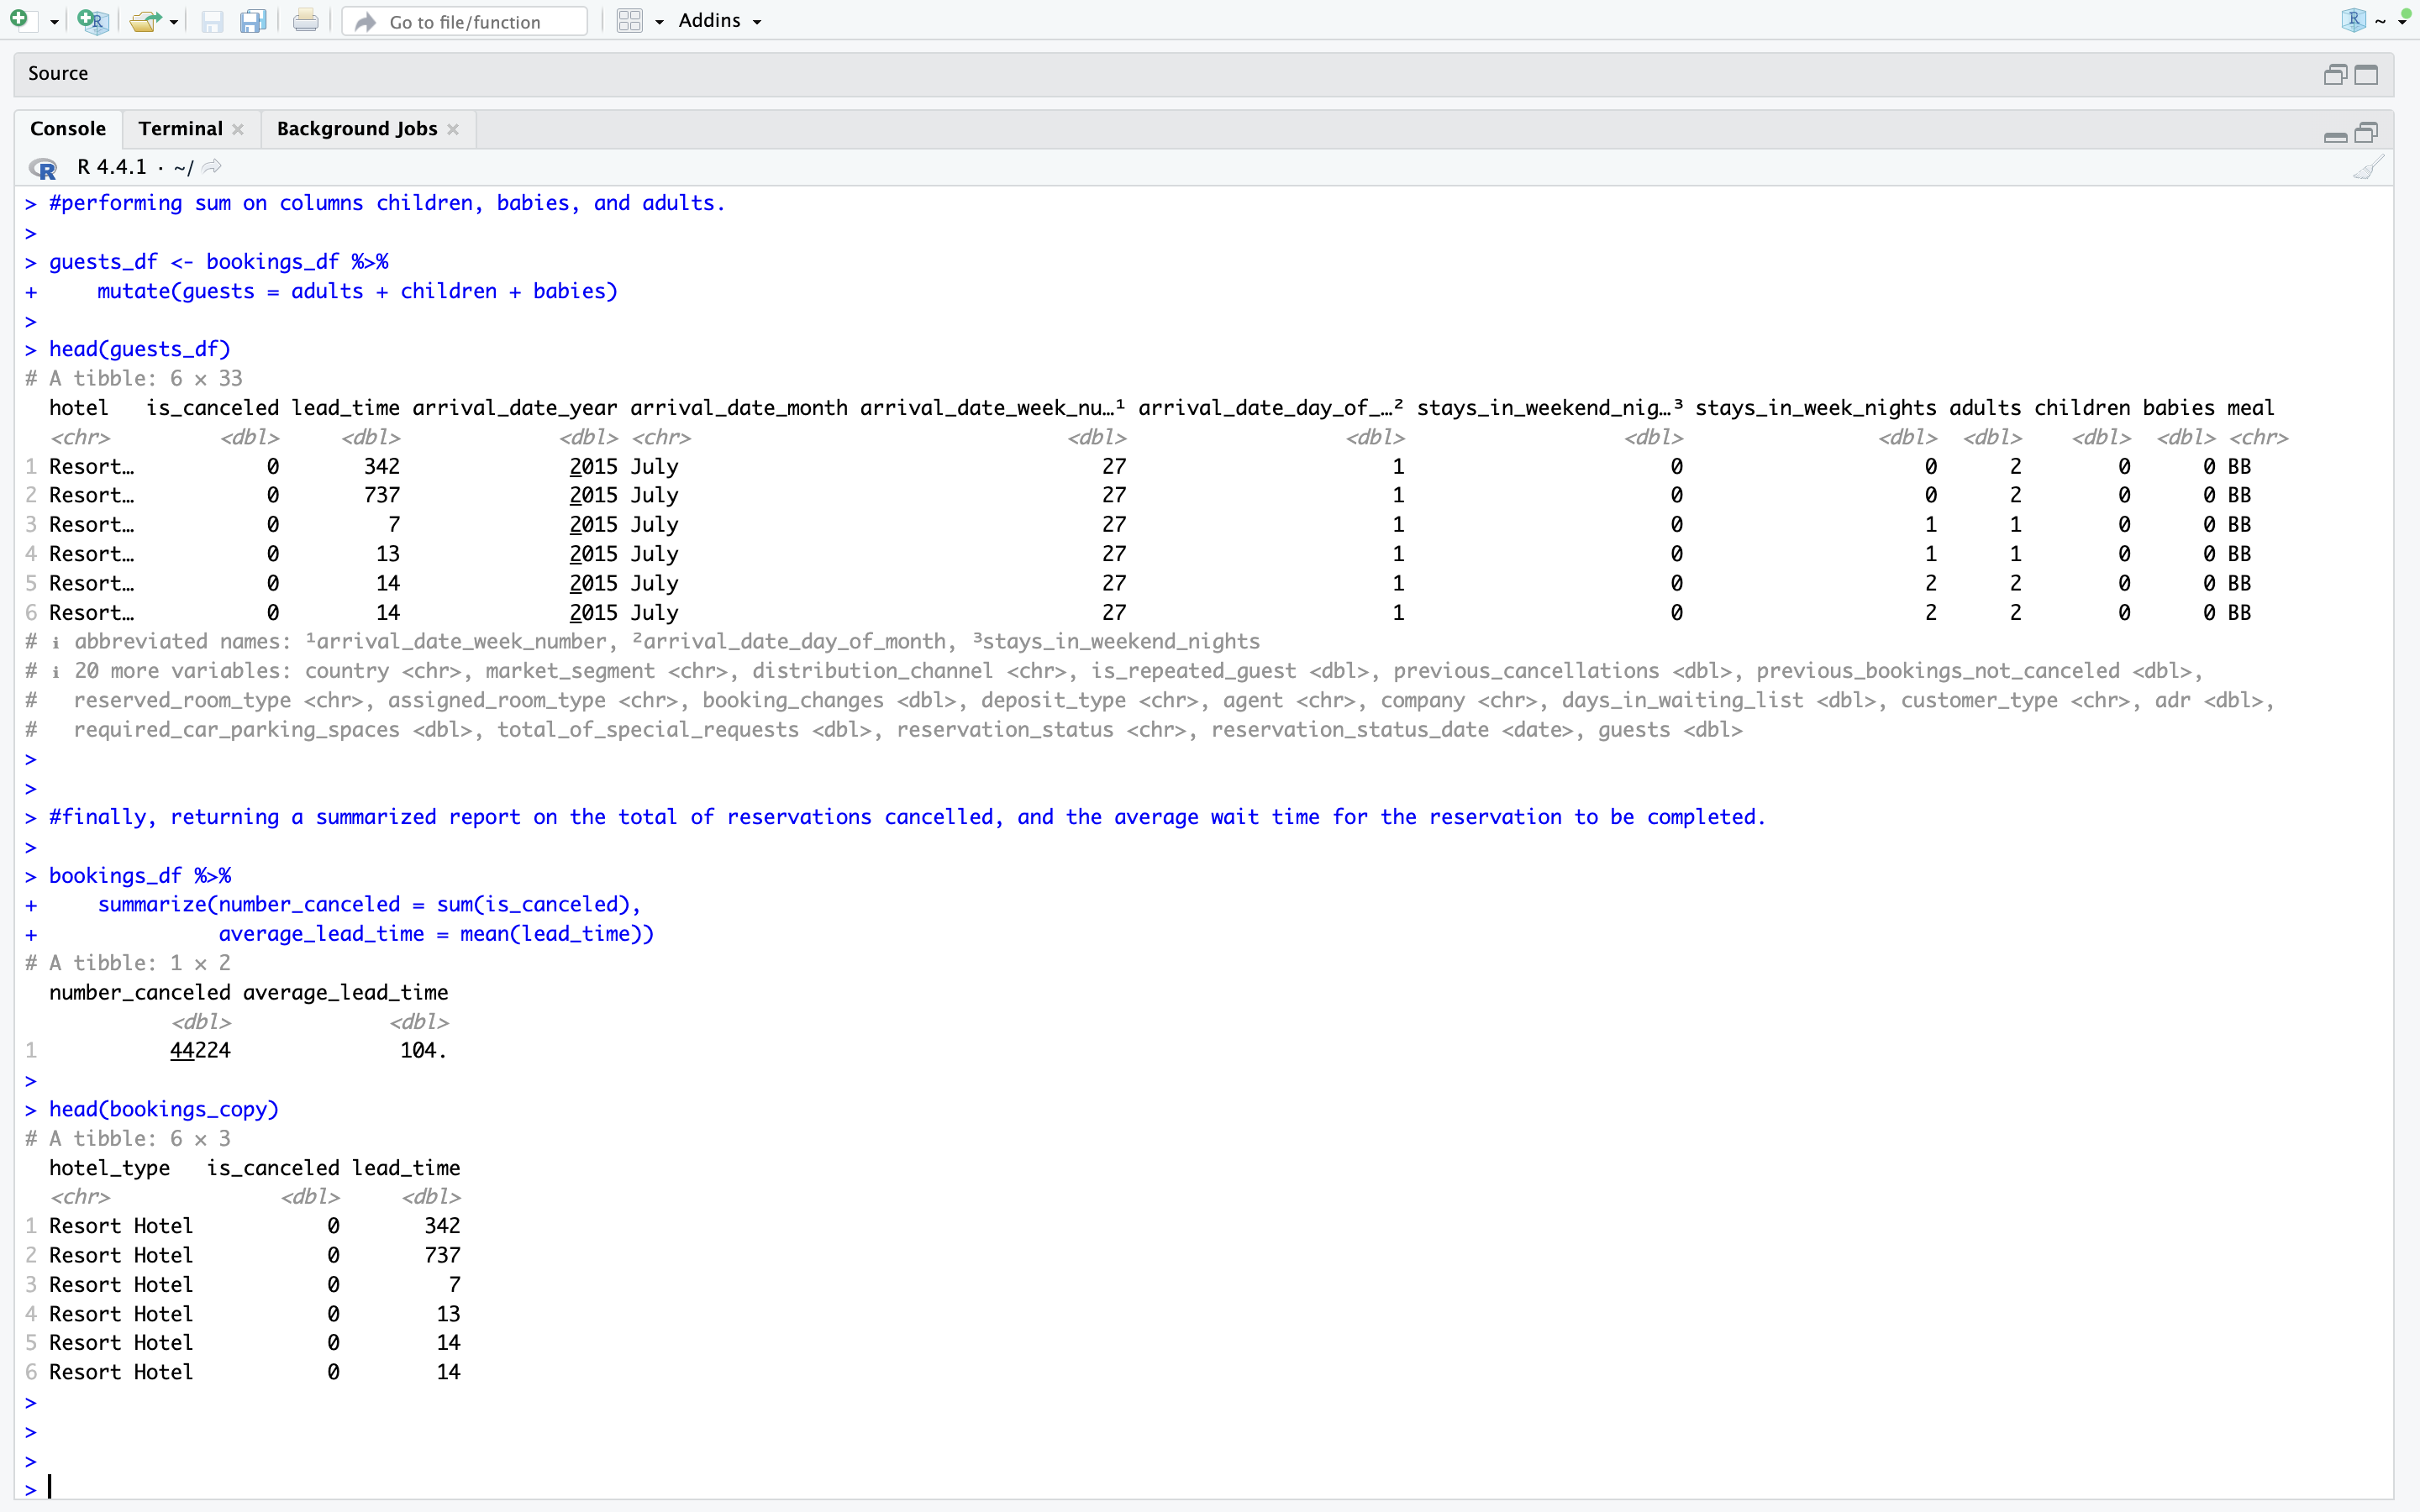 Go to file/function Addins ~
Source
Console Terminal Background Jobs
R 4.4.1 · ~/
> #performing sum on columns children, babies, and adults.
>
> guests_df <- bookings_df %>%
+     mutate(guests = adults + children + babies)
>
> head(guests_df)
# A tibble: 6 × 33
  hotel   is_canceled lead_time arrival_date_year arrival_date_month arrival_date_week_nu…¹ arrival_date_day_of_…² stays_in_weekend_nig…³ stays_in_week_nights adults children babies meal
  <chr>         <dbl>     <dbl>             <dbl> <chr>                               <dbl>                  <dbl>                  <dbl>                <dbl>  <dbl>    <dbl>  <dbl> <chr>
1 Resort…           0       342              2015 July                                   27                      1                      0                    0      2        0      0 BB
2 Resort…           0       737              2015 July                                   27                      1                      0                    0      2        0      0 BB
3 Resort…           0         7              2015 July                                   27                      1                      0                    1      1        0      0 BB
4 Resort…           0        13              2015 July                                   27                      1                      0                    1      1        0      0 BB
5 Resort…           0        14              2015 July                                   27                      1                      0                    2      2        0      0 BB
6 Resort…           0        14              2015 July                                   27                      1                      0                    2      2        0      0 BB
# ℹ abbreviated names: ¹arrival_date_week_number, ²arrival_date_day_of_month, ³stays_in_weekend_nights
# ℹ 20 more variables: country <chr>, market_segment <chr>, distribution_channel <chr>, is_repeated_guest <dbl>, previous_cancellations <dbl>, previous_bookings_not_canceled <dbl>,
#   reserved_room_type <chr>, assigned_room_type <chr>, booking_changes <dbl>, deposit_type <chr>, agent <chr>, company <chr>, days_in_waiting_list <dbl>, customer_type <chr>, adr <dbl>,
#   required_car_parking_spaces <dbl>, total_of_special_requests <dbl>, reservation_status <chr>, reservation_status_date <date>, guests <dbl>
>
>
> #finally, returning a summarized report on the total of reservations cancelled, and the average wait time for the reservation to be completed.
>
> bookings_df %>%
+     summarize(number_canceled = sum(is_canceled),
+               average_lead_time = mean(lead_time))
# A tibble: 1 × 2
  number_canceled average_lead_time
            <dbl>             <dbl>
1           44224              104.
>
> head(bookings_copy)
# A tibble: 6 × 3
  hotel_type   is_canceled lead_time
  <chr>              <dbl>     <dbl>
1 Resort Hotel           0       342
2 Resort Hotel           0       737
3 Resort Hotel           0         7
4 Resort Hotel           0        13
5 Resort Hotel           0        14
6 Resort Hotel           0        14
>
>
>
>